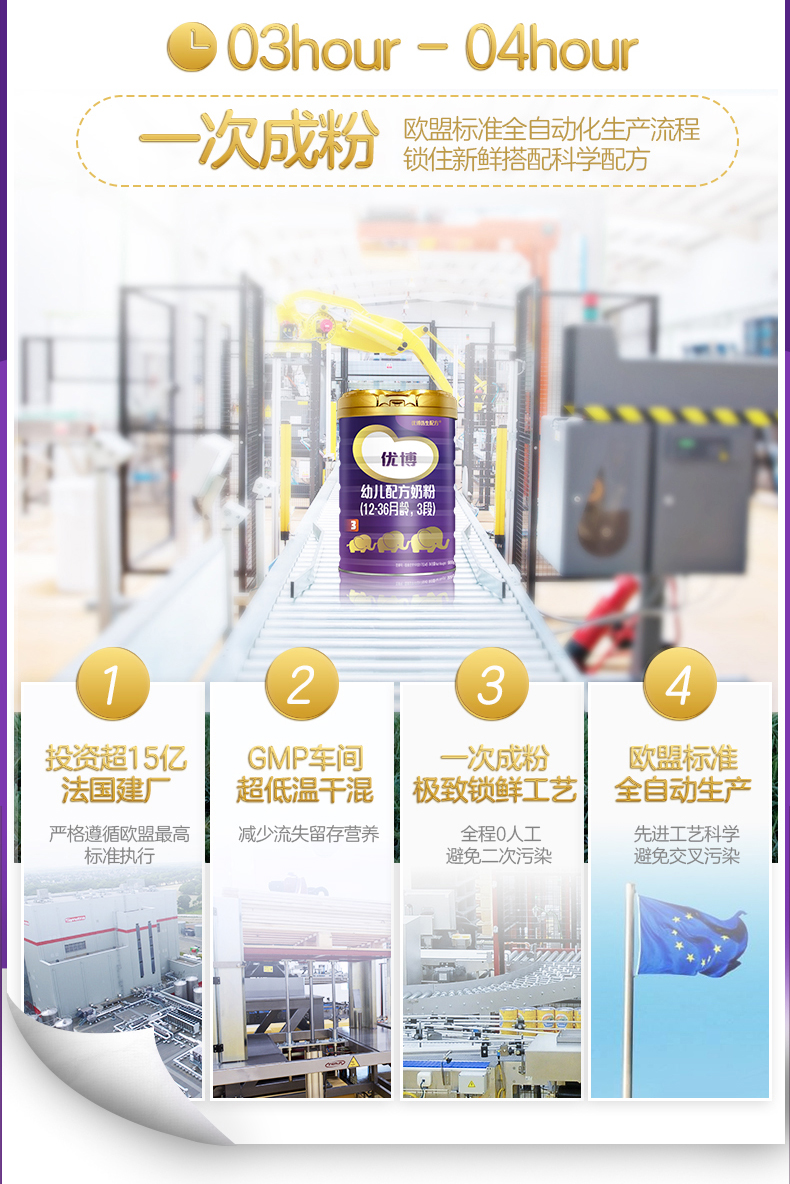 03hour - 04hour
一次成粉
欧盟标准全自动化生产流程
锁住新鲜搭配科学配方
优博
幼儿配方奶粉
(12-36月龄，3段)
3
1
投资超15亿
法国建厂
严格遵循欧盟最高
标准执行
2
GMP车间
超低温干混
减少流失留存营养
3
一次成粉
极致锁鲜工艺
全程0人工
避免二次污染
4
欧盟标准
全自动生产
先进工艺科学
避免交叉污染